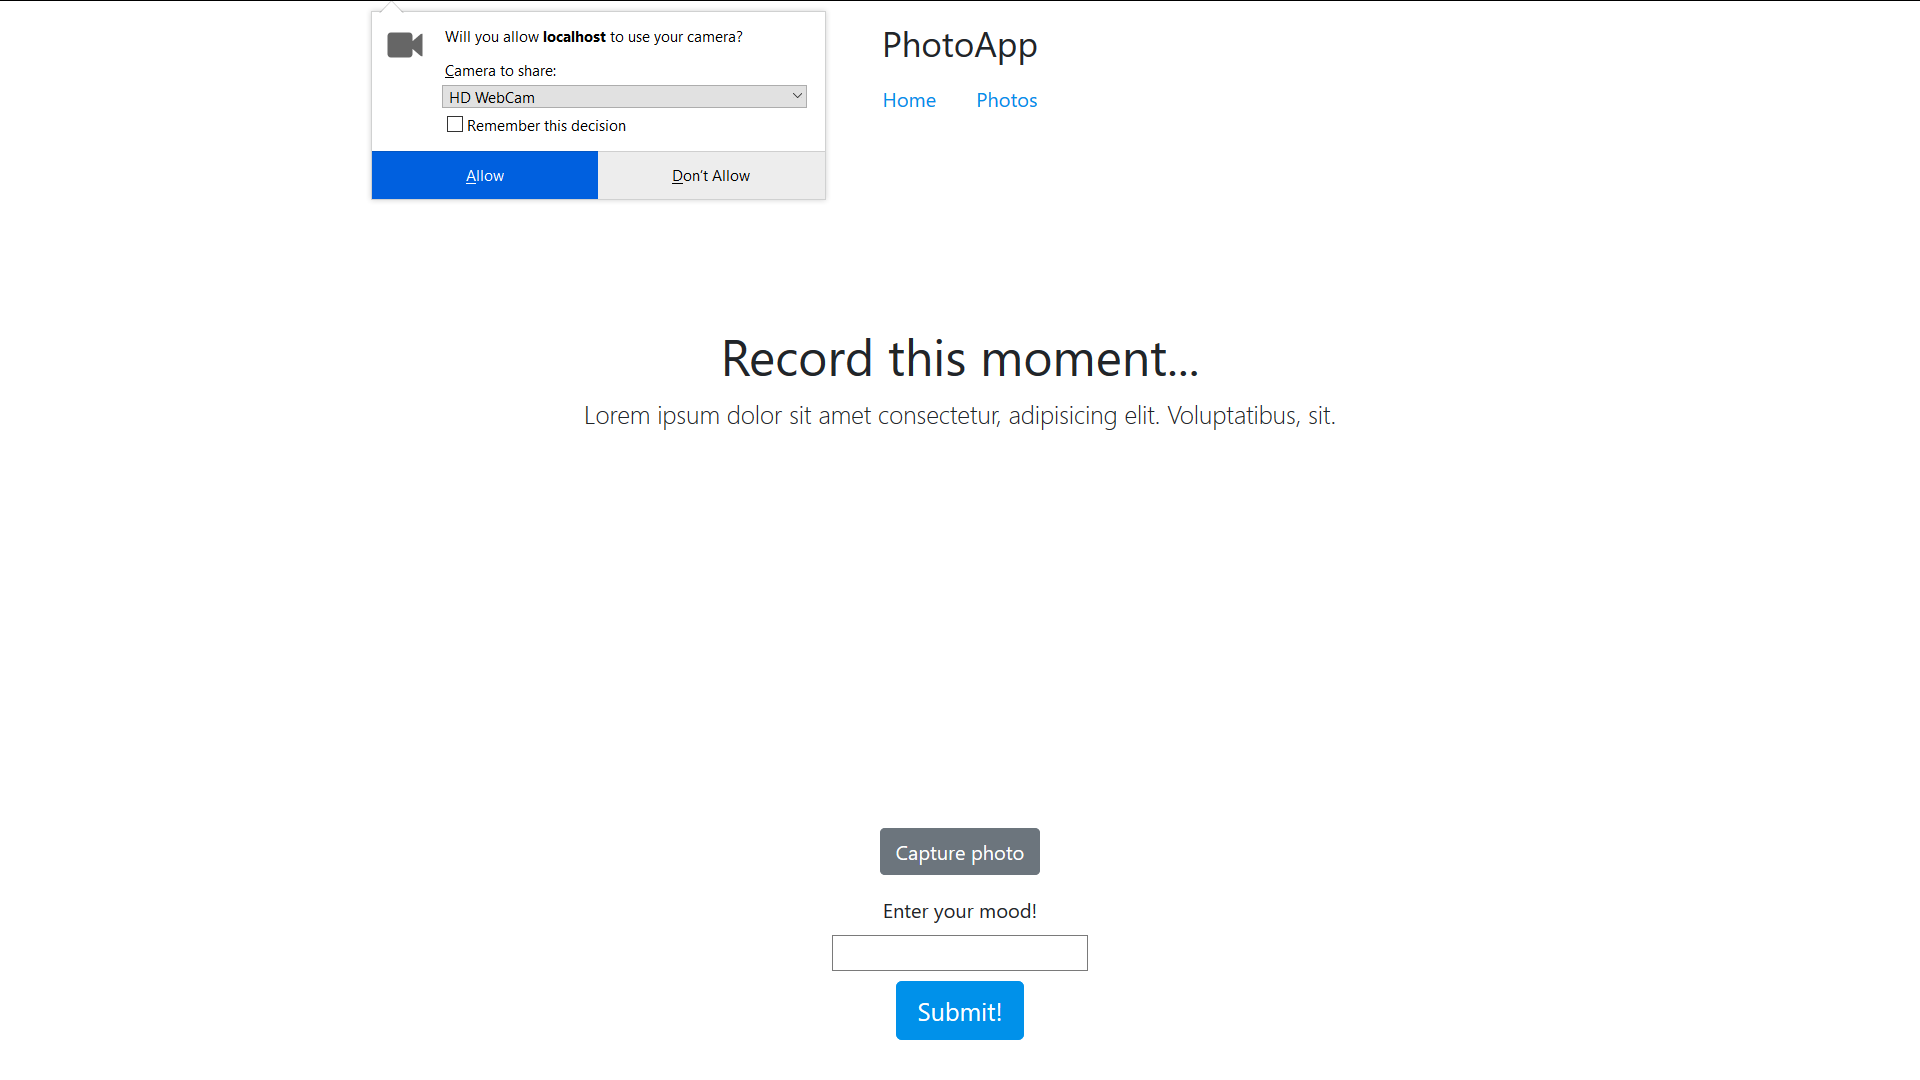 Will you allow localhost to use your camera?
Camera to share:
HD WebCam
Remember this decision
Allow
Don't Allow
PhotoApp
Home Photos
Record this moment...
Lorem ipsum dolor sit amet consectetur, adipisicing elit. Voluptatibus, sit.
Capture photo
Enter your mood!
Submit!